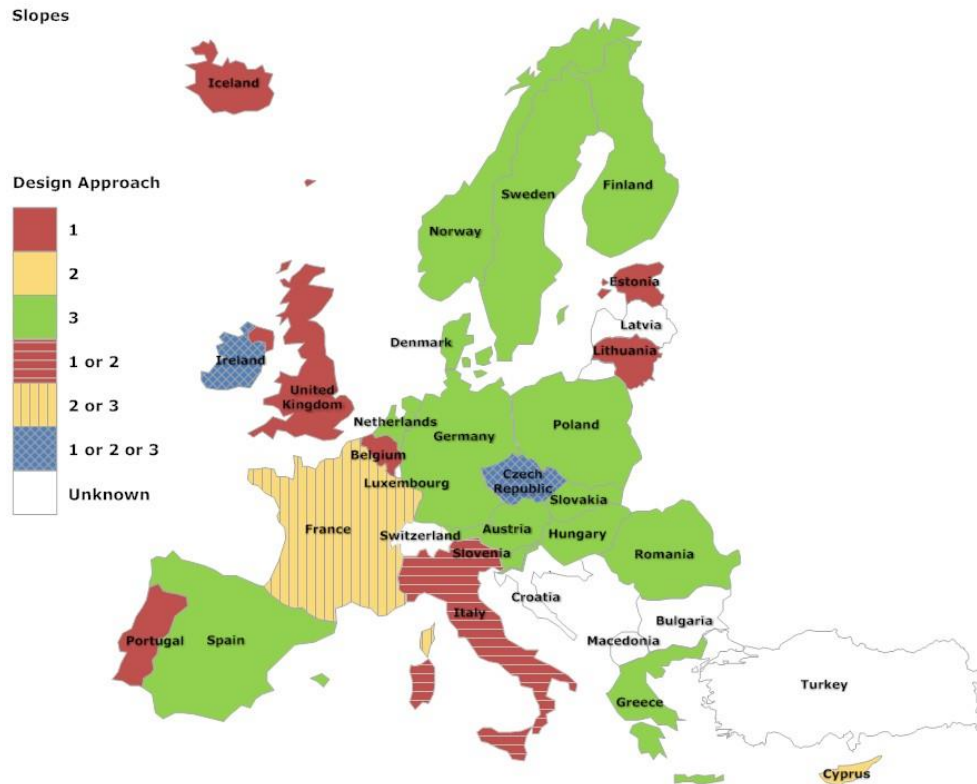 Slopes
Iceland
Design Approach
1
2
3
1 or 2
2 or 3
1 or 2 or 3
Unknown
Finland
Sweden
Norway
Estonia
Latvia
Denmark
Lithuania
Ireland
United
Kingdom
Netherlands
Germany
Poland
Belgium
Czech
Republic
Luxembourg
Slovakia
France
Switzerland
Austria
Hungary
Slovenia
Romania
Croatia
Italy
Bulgaria
Macedonia
Portugal
Spain
Turkey
Greece
Cyprus